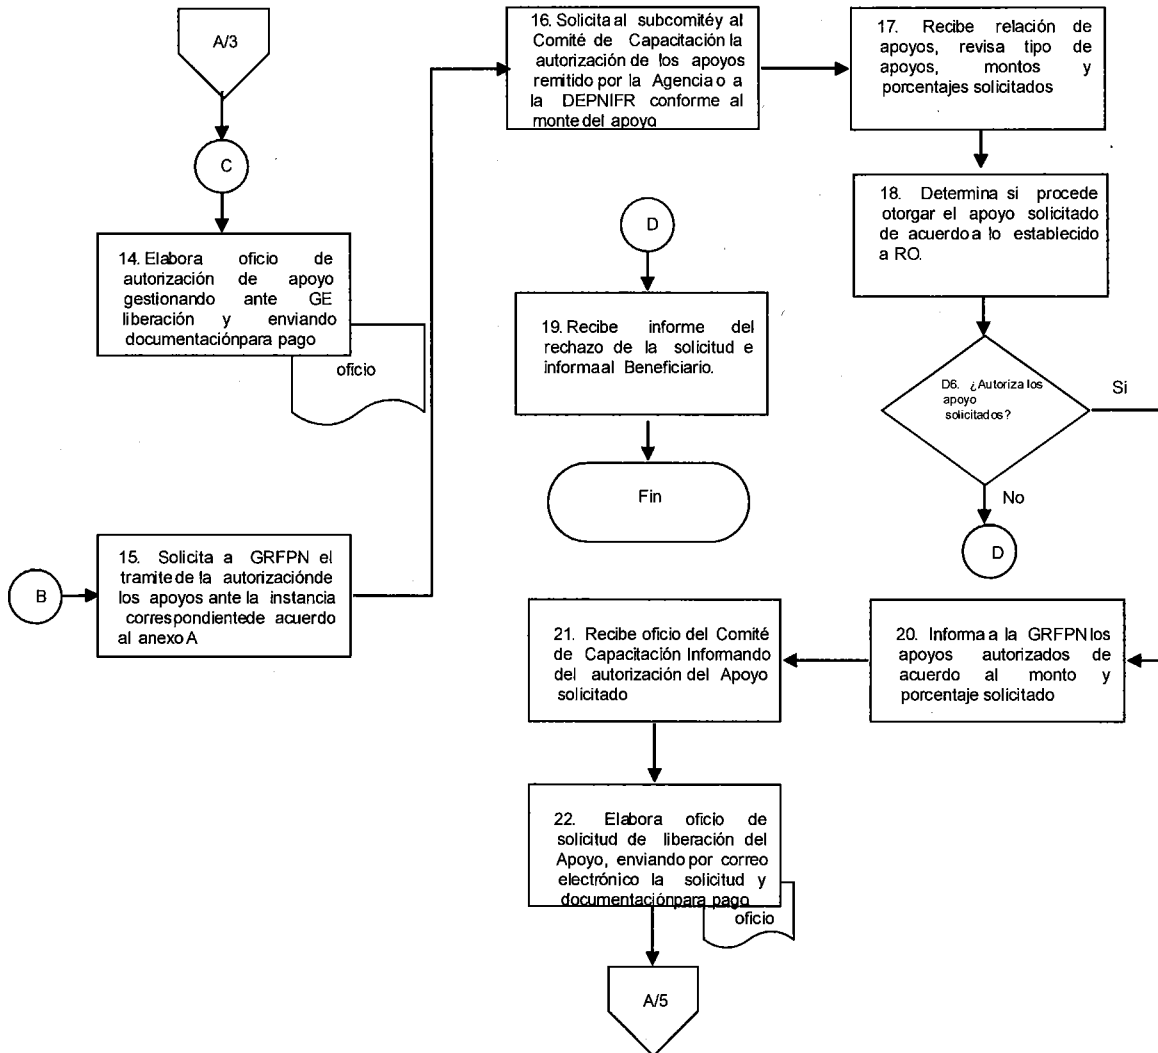 A/3
C
14. Elabora oficio de
autorización de apoyo
gestionando ante GE
liberación y enviando
documentaciónpara pago
oficio
B
15. Solicita a GRFPN el
tramite de la autorizaciónde
los apoyos ante la instancia
correspondientede acuerdo
al anexo A
16. Solicita al subcomitéy al
Comité de Capacitación la
autorización de los apoyos
remitido por la Agencia o a
la DEPNIFR conforme al
monte del apoyo
17. Recibe relación de
apoyos, revisa tipo de
apoyos, montos y
porcentajes solicitados
18. Determina si procede
otorgar el apoyo solicitado
de acuerdo a lo establecido
a RO.
D6. ¿Autoriza los
apoyo
solicitados?
Si
No
D
D
19. Recibe informe del
rechazo de la solicitud e
informa al Beneficiario.
Fin
20. Informa a la GRFPN los
apoyos autorizados de
acuerdo al monto y
porcentaje solicitado
21. Recibe oficio del Comité
de Capacitación Informando
del autorización del Apoyo
solicitado
22. Elabora oficio de
solicitud de liberación del
Apoyo, enviando por correo
electrónico la solicitud y
documentaciónpara pago
oficio
A/5